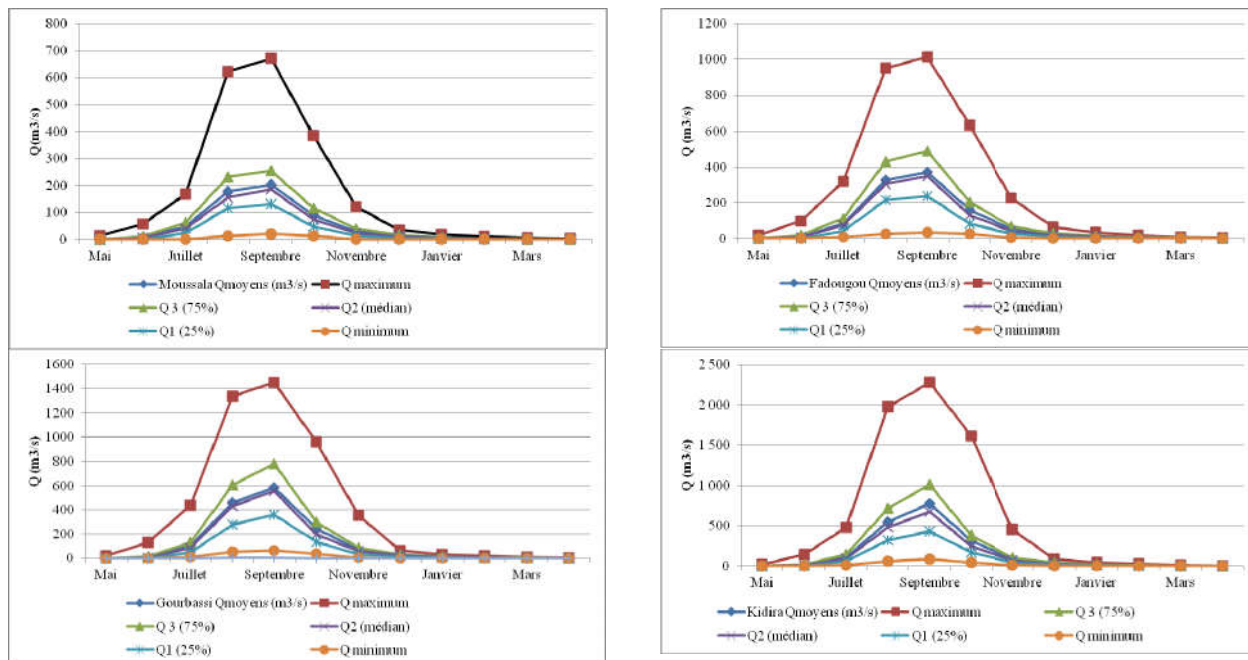 800
700
600
500
400
300
200
100
0
Q(m3/s)
Mai Juillet Septembre Novembre Janvier Mars
Moussala Qmoyens (m3/s) Q maximum
Q 3 (75%) Q2 (médian)
Q1 (25%) Q minimum
1200
1000
800
600
400
200
0
Q (m3/s)
Mai Juillet Septembre Novembre Janvier Mars
Fadougou Qmoyens (m3/s) Q maximum
Q 3 (75%) Q2 (médian)
Q1 (25%) Q minimum
1600
1400
1200
1000
800
600
400
200
0
Q (m3/s)
Mai Juillet Septembre Novembre Janvier Mars
Gourbassi Qmoyens (m3/s) Q maximum
Q 3 (75%) Q2 (médian)
Q1 (25%) Q minimum
2 500
2 000
1 500
1 000
500
0
Q (m3/s)
Mai Juillet Septembre Novembre Janvier Mars
Kidira Qmoyens (m3/s) Q maximum Q 3 (75%)
Q2 (médian) Q1 (25%) Q minimum